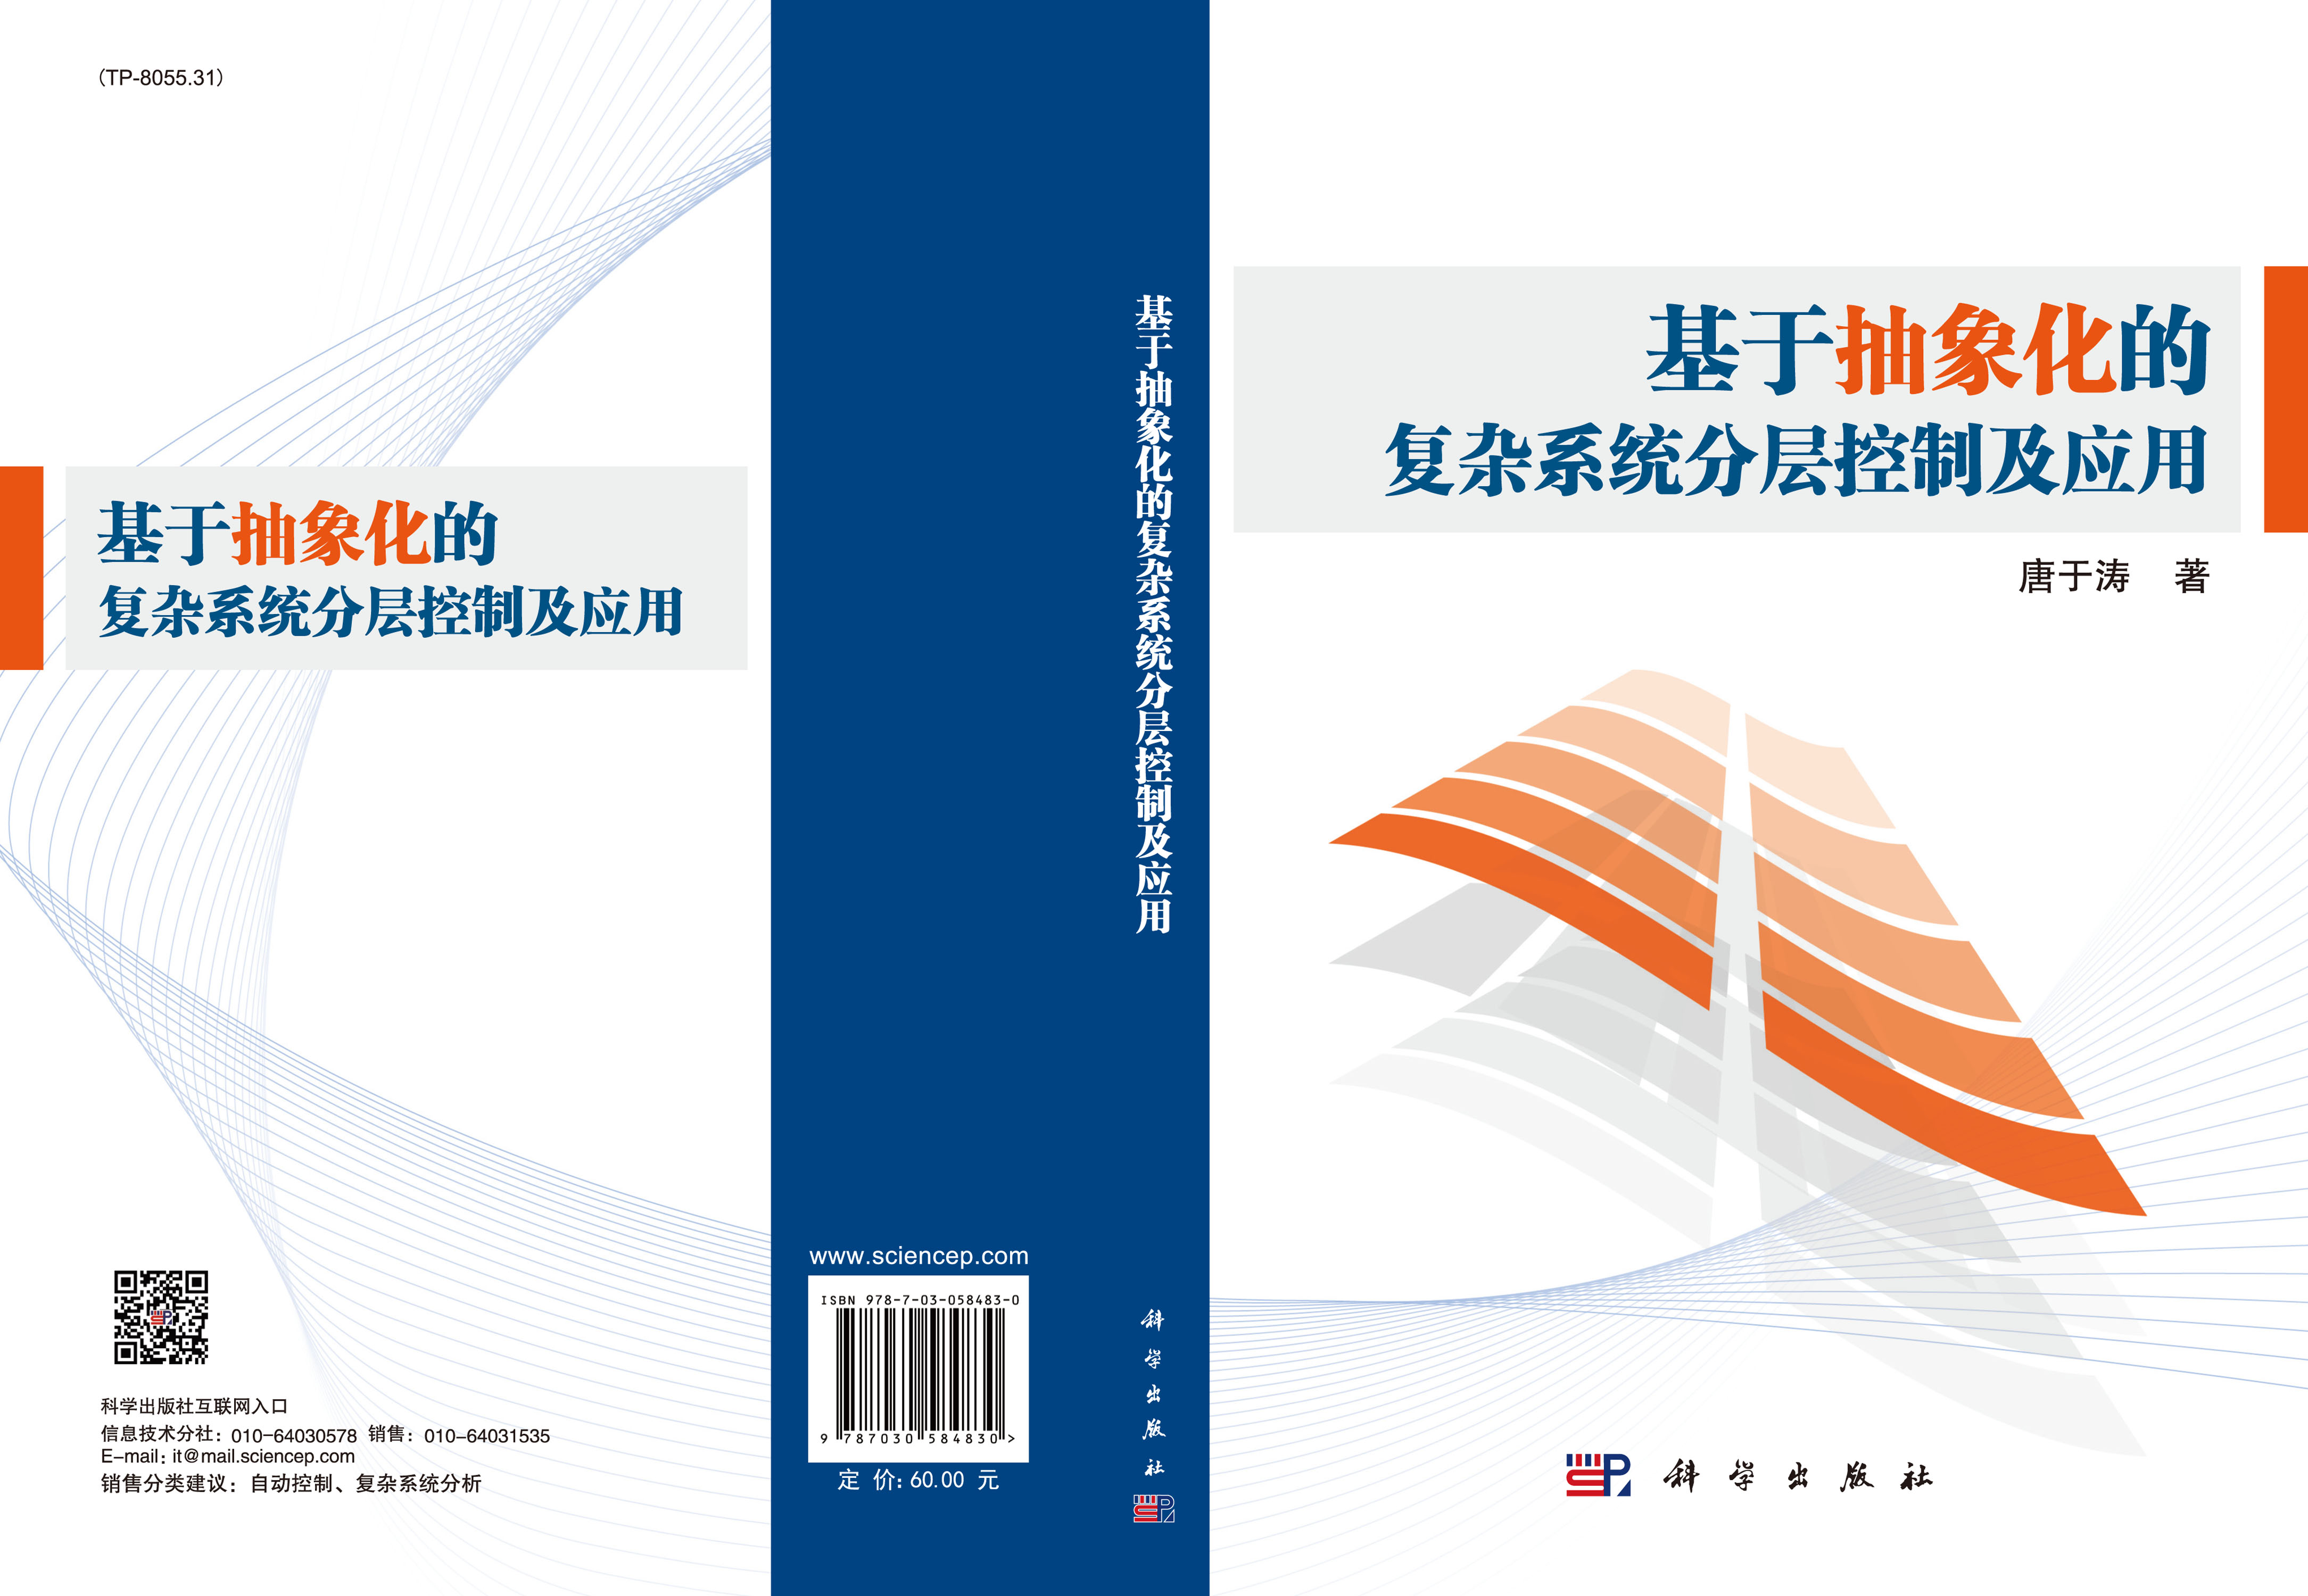 (TP-8055.31)
基于抽象化的
复杂系统分层控制及应用
科学出版社互联网入口
信息技术分社：010-64030578 销售：010-64031535
E-mail：it@mail.sciencep.com
销售分类建议：自动控制、复杂系统分析
www.sciencep.com
ISBN 978-7-03-058483-0
9 787030 584830 >
定 价：60.00 元
基于抽象化的复杂系统分层控制及应用
科学出版社
基于抽象化的
复杂系统分层控制及应用
唐于涛 著
科学出版社